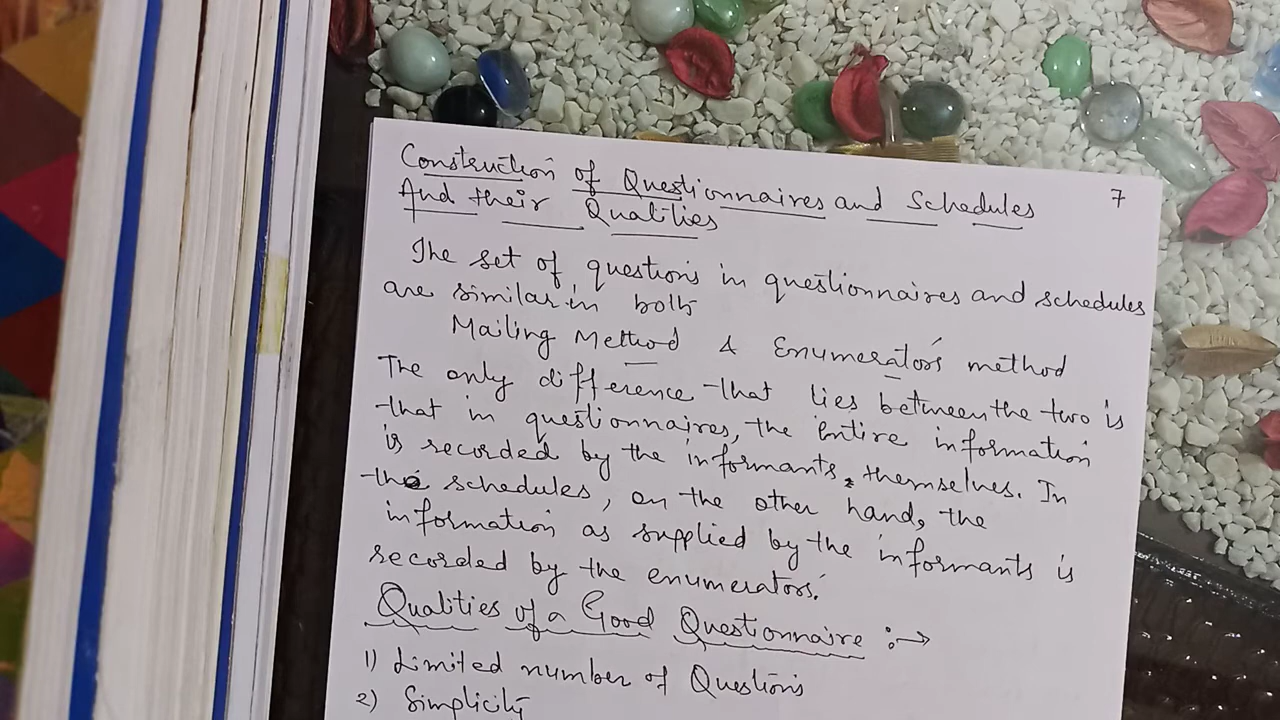 Construction of Questionnaires and Schedules
7
And their Qualities
The set of questions in questionnaires and schedules
are similar in both
Mailing Method & Enumerator's method
The only difference that lies between the two is
that in questionnaires, the entire information
is recorded by the informants themselves. In
the schedules, on the other hand, the
information as supplied by the informants is
recorded by the enumerators.
Qualities of a Good Questionnaire :→
1) Limited number of Questions
2) Simplicity